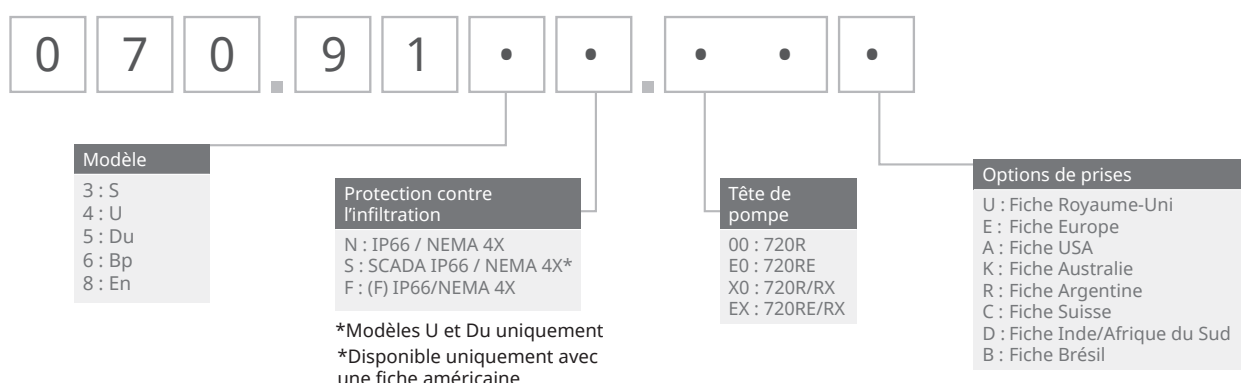 0 7 0 . 9 1 • • . • • •
Modèle
3 : S
4 : U
5 : Du
6 : Bp
8 : En
Protection contre
l'infiltration
N : IP66 / NEMA 4X
S : SCADA IP66 / NEMA 4X*
F : (F) IP66/NEMA 4X
*Modèles U et Du uniquement
*Disponible uniquement avec
une fiche américaine
Tête de
pompe
00 : 720R
E0 : 720RE
X0 : 720R/RX
EX : 720RE/RX
Options de prises
U : Fiche Royaume-Uni
E : Fiche Europe
A : Fiche USA
K : Fiche Australie
R : Fiche Argentine
C : Fiche Suisse
D : Fiche Inde/Afrique du Sud
B : Fiche Brésil